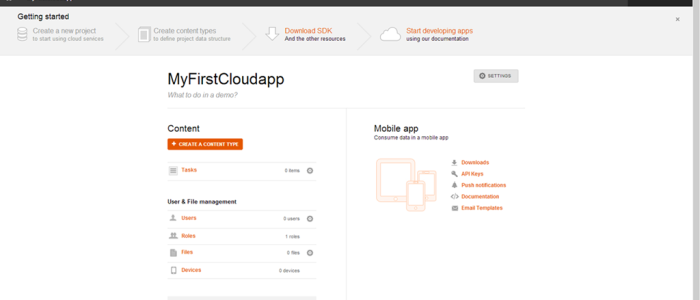 Getting started
Create a new project
to start using cloud services
Create content types
to define project data structure
Download SDK
And the other resources
Start developing apps
using our documentation
×
MyFirstCloudapp
SETTINGS
What to do in a demo?
Content
+ CREATE A CONTENT TYPE
Tasks 0 items
User & File management
Users 0 users
Roles 1 roles
Files 0 files
Devices 0 devices
Mobile app
Consume data in a mobile app
Downloads
API Keys
Push notifications
Documentation
Email Templates